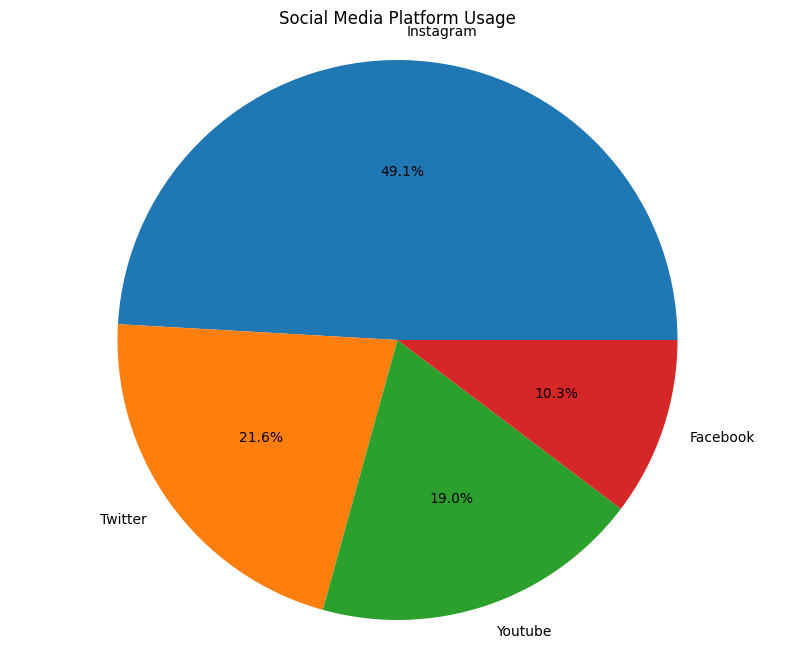 Social Media Platform Usage
Instagram
49.1%
10.3%
Facebook
21.6%
19.0%
Twitter
Youtube